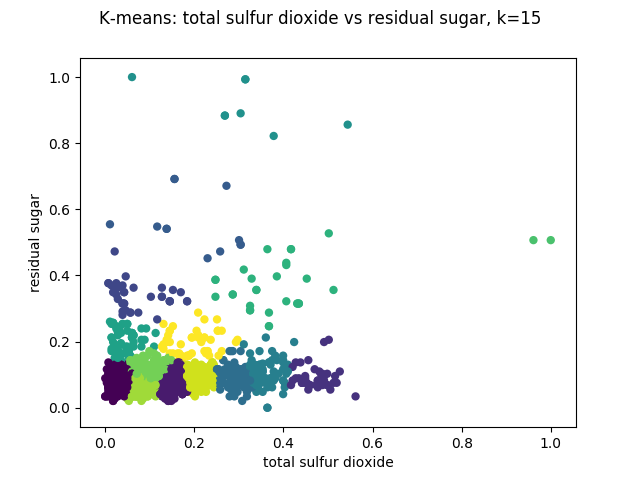 K-means: total sulfur dioxide vs residual sugar, k=15
1.0
0.8
0.6
0.4
0.2
0.0
residual sugar
0.0 0.2 0.4 0.6 0.8 1.0
total sulfur dioxide